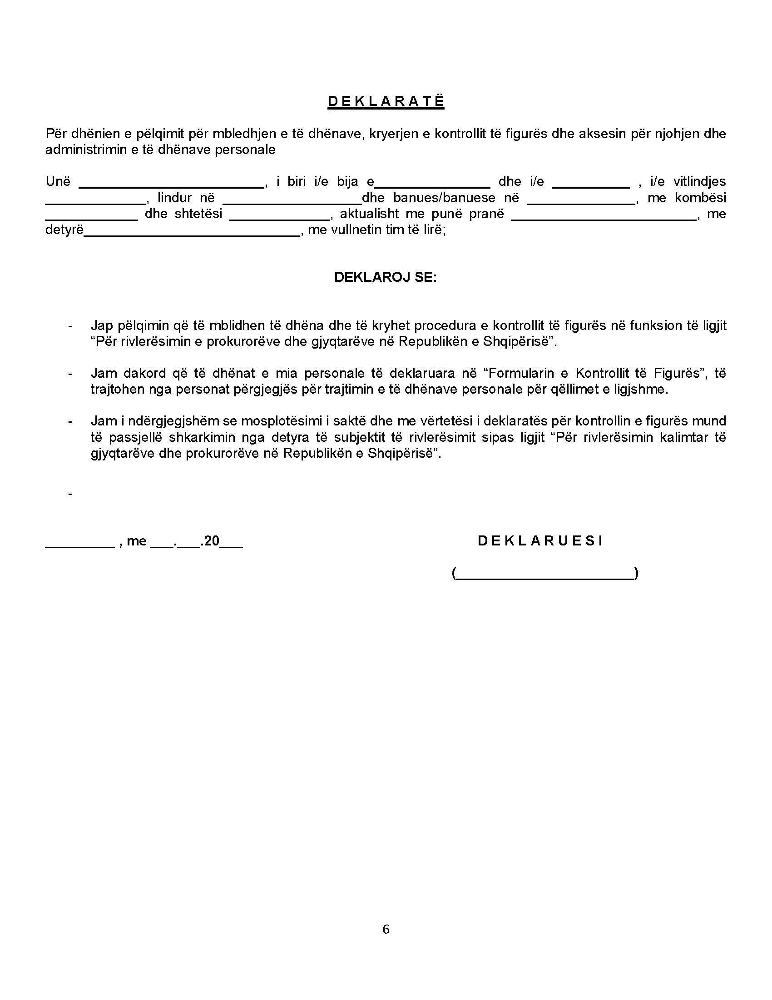 D E K L A R A T Ë
Për dhënien e pëlqimit për mbledhjen e të dhënave, kryerjen e kontrollit të figurës dhe aksesin për njohjen dhe
administrimin e të dhënave personale
Unë ________________________, i biri i/e bija e_______________ dhe i/e __________ , i/e vitlindjes
_____________, lindur në __________________dhe banues/banuese në ______________, me kombësi
____________ dhe shtetësi _____________, aktualisht me punë pranë ________________________, me
detyrë____________________________, me vullnetin tim të lirë;
DEKLAROJ SE:
- Jap pëlqimin që të mblidhen të dhëna dhe të kryhet procedura e kontrollit të figurës në funksion të ligjit
“Për rivlerësimin e prokurorëve dhe gjyqtarëve në Republikën e Shqipërisë”.
- Jam dakord që të dhënat e mia personale të deklaruara në “Formularin e Kontrollit të Figurës”, të
trajtohen nga personat përgjegjës për trajtimin e të dhënave personale për qëllimet e ligjshme.
- Jam i ndërgjegjshëm se mosplotësimi i saktë dhe me vërtetësi i deklaratës për kontrollin e figurës mund
të passjellë shkarkimin nga detyra të subjektit të rivlerësimit sipas ligjit “Për rivlerësimin kalimtar të
gjyqtarëve dhe prokurorëve në Republikën e Shqipërisë”.
-
_________ , me ___.___.20___ D E K L A R U E S I
(_______________________)
6